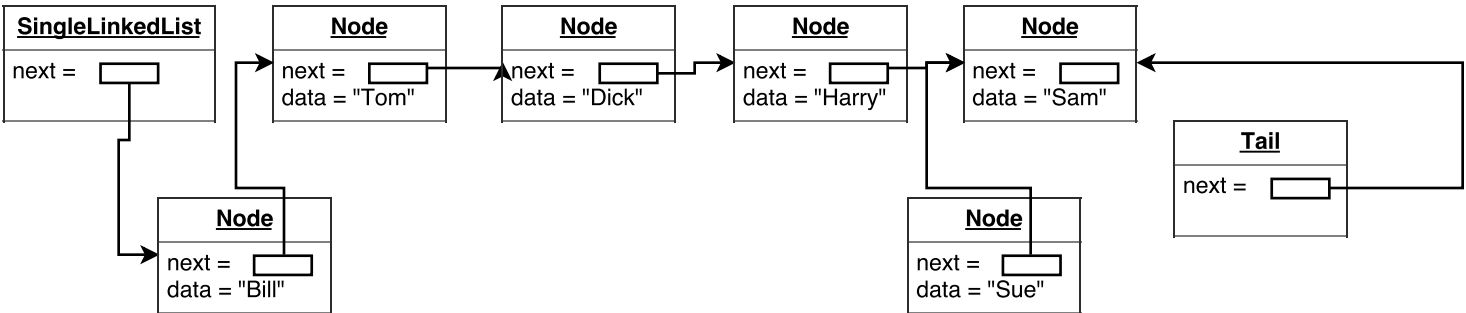 SingleLinkedList
next =
Node
next =
data = "Tom"
Node
next =
data = "Dick"
Node
next =
data = "Harry"
Node
next =
data = "Sam"
Tail
next =
Node
next =
data = "Bill"
Node
next =
data = "Sue"